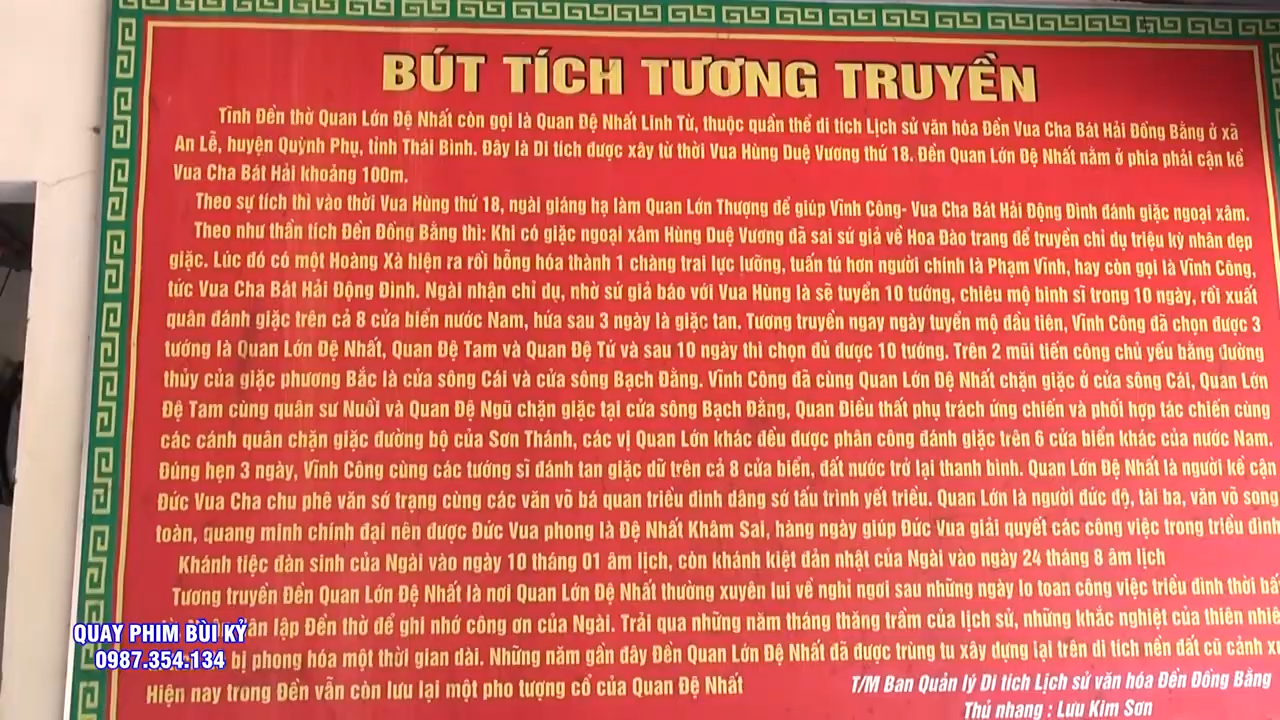 BÚT TÍCH TƯƠNG TRUYỀN
Tỉnh Đền thờ Quan Lớn Đệ Nhất còn gọi là Quan Đệ Nhất Linh Từ, thuộc quần thể di tích Lịch sử văn hóa Đền Vua Cha Bát Hải Đồng Bằng ở xã
An Lễ, huyện Quỳnh Phụ, tỉnh Thái Bình. Đây là Di tích được xây từ thời Vua Hùng Duệ Vương thứ 18. Đền Quan Lớn Đệ Nhất nằm ở phía phải cận kề
Vua Cha Bát Hải khoảng 100m.
Theo sự tích thì vào thời Vua Hùng thứ 18, ngài giáng hạ làm Quan Lớn Thượng để giúp Vĩnh Công- Vua Cha Bát Hải Động Đình đánh giặc ngoại xâm.
Theo như thần tích Đền Đồng Bằng thì: Khi có giặc ngoại xâm Hùng Duệ Vương đã sai sứ giả về Hoa Đào trang để truyền chỉ dụ triệu kỳ nhân dẹp
giặc. Lúc đó có một Hoàng Xà hiện ra rồi bỗng hóa thành 1 chàng trai lực lưỡng, tuấn tú hơn người chính là Phạm Vĩnh, hay còn gọi là Vĩnh Công,
tức Vua Cha Bát Hải Động Đình. Ngài nhận chỉ dụ, nhờ sứ giả báo với Vua Hùng là sẽ tuyển 10 tướng, chiêu mộ binh sĩ trong 10 ngày, rồi xuất
quân đánh giặc trên cả 8 cửa biển nước Nam, hứa sau 3 ngày là giặc tan. Tương truyền ngay ngày tuyển mộ đầu tiên, Vĩnh Công đã chọn được 3
tướng là Quan Lớn Đệ Nhất, Quan Đệ Tam và Quan Đệ Tứ và sau 10 ngày thì chọn đủ được 10 tướng. Trên 2 mũi tiến công chủ yếu bằng đường
thủy của giặc phương Bắc là cửa sông Cái và cửa sông Bạch Đằng. Vĩnh Công đã cùng Quan Lớn Đệ Nhất chặn giặc ở cửa sông Cái, Quan Lớn
Đệ Tam cùng quân sư Nuồi và Quan Đệ Ngũ chặn giặc tại cửa sông Bạch Đằng, Quan Điều thất phụ trách ứng chiến và phối hợp tác chiến cùng
các cánh quân chặn giặc đường bộ của Sơn Thánh, các vị Quan Lớn khác đều được phân công đánh giặc trên 6 cửa biển khác của nước Nam.
Đúng hẹn 3 ngày, Vĩnh Công cùng các tướng sĩ đánh tan giặc dữ trên cả 8 cửa biển, đất nước trở lại thanh bình. Quan Lớn Đệ Nhất là người kề cận
Đức Vua Cha chu phê văn sớ trạng cùng các văn võ bá quan triều đình dâng sớ tấu trình yết triều. Quan Lớn là người đức độ, tài ba, văn võ song
toàn, quang minh chính đại nên được Đức Vua phong là Đệ Nhất Khâm Sai, hàng ngày giúp Đức Vua giải quyết các công việc trong triều đình
Khánh tiệc đàn sinh của Ngài vào ngày 10 tháng 01 âm lịch, còn khánh kiệt đản nhật của Ngài vào ngày 24 tháng 8 âm lịch
Tương truyền Đền Quan Lớn Đệ Nhất là nơi Quan Lớn Đệ Nhất thường xuyên lui về nghỉ ngơi sau những ngày lo toan công việc triều đình thời
lập Đền thờ để ghi nhớ công ơn của Ngài. Trải qua những năm tháng thăng trầm của lịch sử, những khắc nghiệt của thiên nhiê
bị phong hóa một thời gian dài. Những năm gần đây Đền Quan Lớn Đệ Nhất đã được trùng tu xây dựng lại trên di tích nền đất cũ cảnh
Hiện nay trong Đền vẫn còn lưu lại một pho tượng cổ của Quan Đệ Nhất
T/M Ban Quản lý Di tích Lịch sử văn hóa Đền Đồng Bằng
Thủ nhang : Lưu Kim Sơn
QUAY PHIM BÙI KỶ
0987.354.134